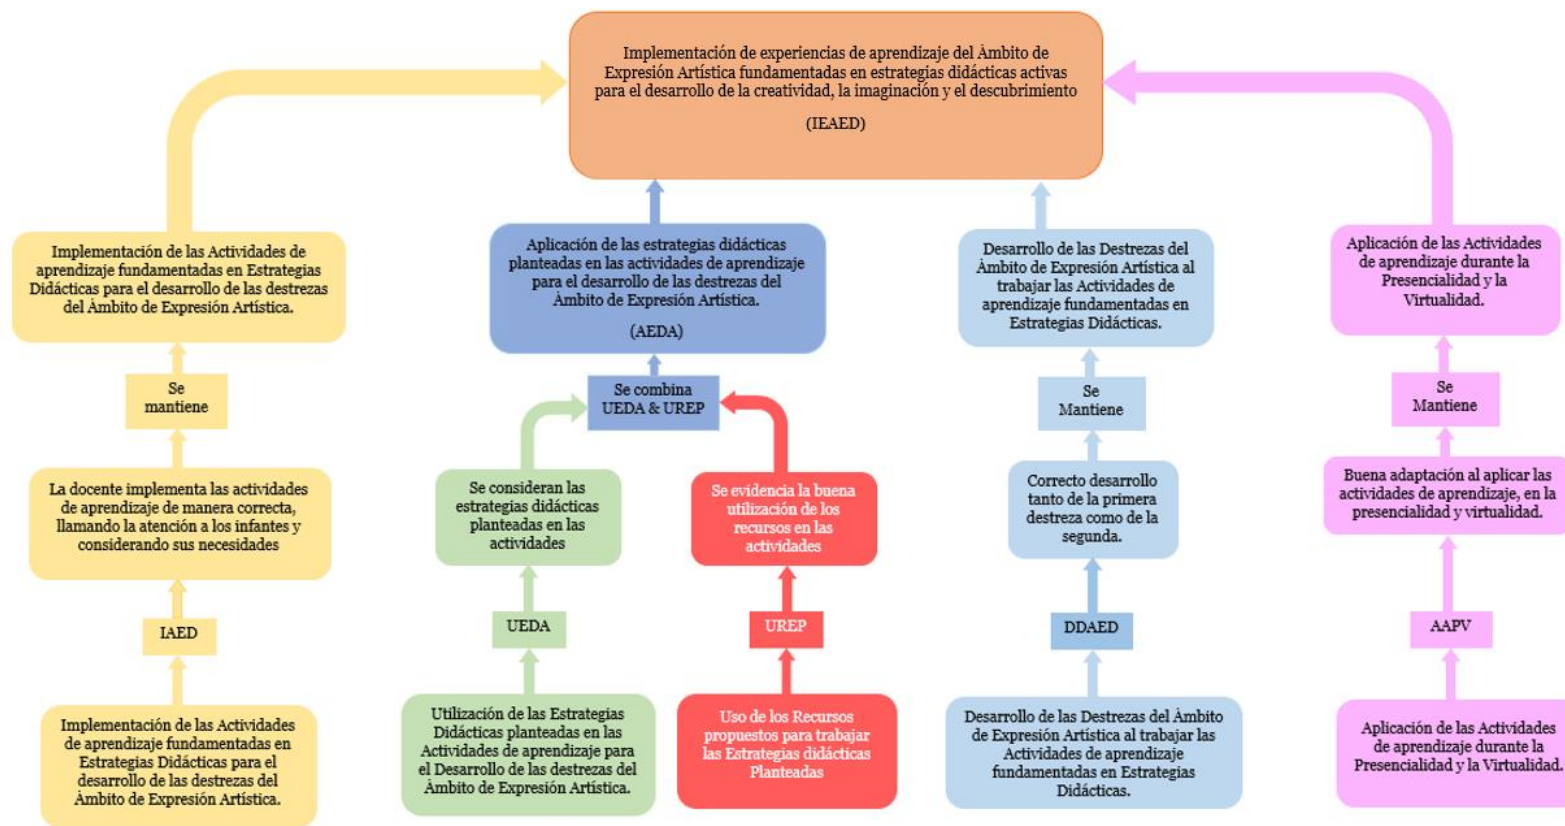 Implementación de experiencias de aprendizaje del Ámbito de
Expresión Artística fundamentadas en estrategias didácticas activas
para el desarrollo de la creatividad, la imaginación y el descubrimiento
(IEAED)
Implementación de las Actividades de
aprendizaje fundamentadas en Estrategias
Didácticas para el desarrollo de las destrezas
del Ámbito de Expresión Artística.
Aplicación de las estrategias didácticas
planteadas en las actividades de aprendizaje
para el desarrollo de las destrezas del
Ámbito de Expresión Artística.
(AEDA)
Desarrollo de las Destrezas del
Ámbito de Expresión Artística al
trabajar las Actividades de
aprendizaje fundamentadas en
Estrategias Didácticas.
Aplicación de las Actividades
de aprendizaje durante la
Presencialidad y la
Virtualidad.
Se
mantiene
Se combina
UEDA & UREP
Se
Mantiene
Se
Mantiene
La docente implementa las actividades
de aprendizaje de manera correcta,
llamando la atención a los infantes y
considerando sus necesidades
Se consideran las
estrategias didácticas
planteadas en las
actividades
Se evidencia la buena
utilización de los
recursos en las
actividades
Correcto desarrollo
tanto de la primera
destreza como de la
segunda.
Buena adaptación al aplicar las
actividades de aprendizaje, en la
presencialidad y virtualidad.
IAED
UEDA
UREP
DDAED
AAPV
Implementación de las Actividades
de aprendizaje fundamentadas en
Estrategias Didácticas para el
desarrollo de las destrezas del
Ámbito de Expresión Artística.
Utilización de las Estrategias
Didácticas planteadas en las
Actividades de aprendizaje para
el Desarrollo de las destrezas del
Ámbito de Expresión Artística.
Uso de los Recursos
propuestos para trabajar
las Estrategias didácticas
Planteadas
Desarrollo de las Destrezas del Ámbito
de Expresión Artística al trabajar las
Actividades de aprendizaje
fundamentadas en Estrategias
Didácticas.
Aplicación de las Actividades
de aprendizaje durante la
Presencialidad y la Virtualidad.